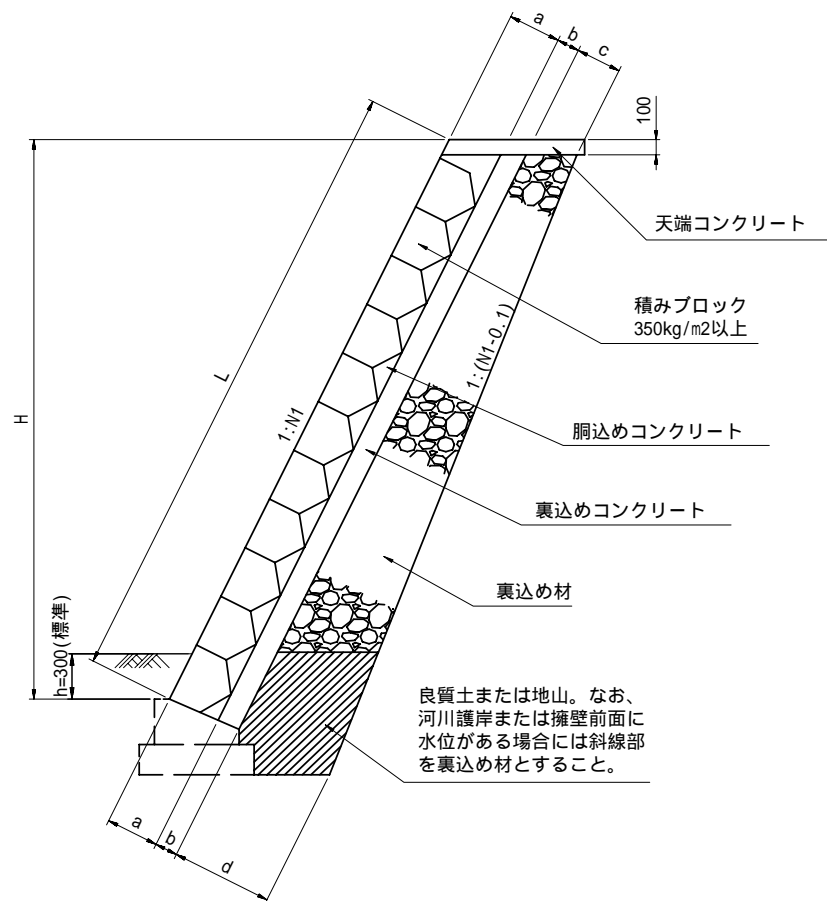 a
b
c
100
天端コンクリート
積みブロック
350kg/m2以上
1:(N1-0.1)
L
H
1:N1
胴込めコンクリート
裏込めコンクリート
裏込め材
h=300(標準)
良質土または地山。なお、
河川護岸または擁壁前面に
水位がある場合には斜線部
を裏込め材とすること。
a
b
d